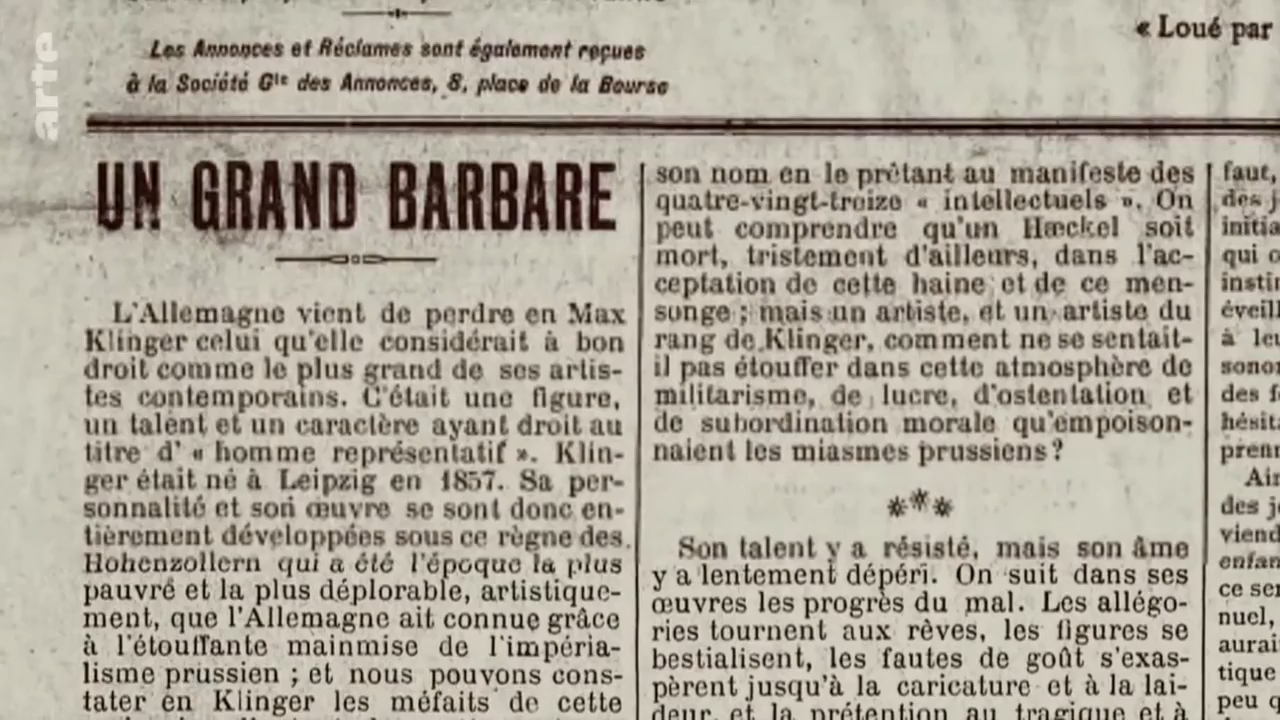 arte
Les Annonces et Réclames sont également reçues
à la Société Gle des Annonces, 8, place de la Bourse
« Loué par
UN GRAND BARBARE
L'Allemagne vient de perdre en Max
Klinger celui qu'elle considérait à bon
droit comme le plus grand de ses artis-
tes contemporains. C'était une figure,
un talent et un caractère ayant droit au
titre d' « homme représentatif ». Klin-
ger était né à Leipzig en 1857. Sa per-
sonnalité et son œuvre se sont donc en-
tièrement développées sous ce règne des
Hohenzollern qui a été l'époque la plus
pauvre et la plus déplorable, artistique-
ment, que l'Allemagne ait connue grâce
à l'étouffante mainmise de l'impéria-
lisme prussien ; et nous pouvons cons-
tater en Klinger les méfaits de cette
son nom en le prêtant au manifeste des
quatre-vingt-treize « intellectuels ». On
peut comprendre qu'un Hæckel soit
mort, tristement d'ailleurs, dans l'ac-
ceptation de cette haine et de ce men-
songe ; mais un artiste, et un artiste du
rang de Klinger, comment ne se sentait-
il pas étouffer dans cette atmosphère de
militarisme, de lucre, d'ostentation et
de subordination morale qu'empoison-
naient les miasmes prussiens ?
***
Son talent y a résisté, mais son âme
y a lentement dépéri. On suit dans ses
œuvres les progrès du mal. Les allégo-
ries tournent aux rêves, les figures se
bestialisent, les fautes de goût s'exas-
pèrent jusqu'à la caricature et à la lai-
deur, et la prétention au tragique et à
faut,
des j
initia
qui c
instin
éveill
à leu
sonor
des f
hésita
prenn
Ain
des j
viend
enfan
ce sen
nuel,
aurai
tique
peu q